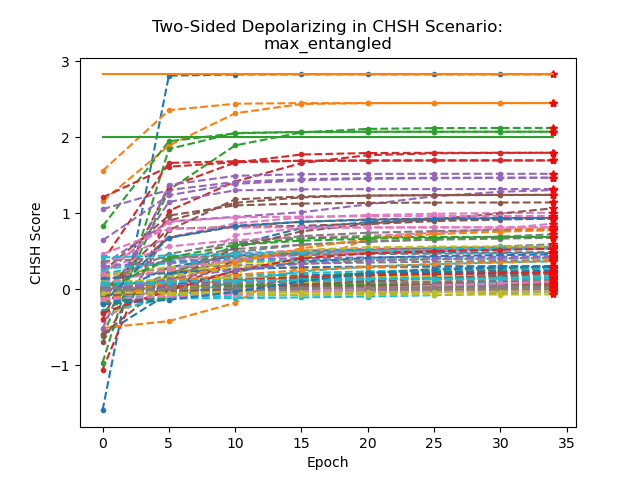 Two-Sided Depolarizing in CHSH Scenario:
max_entangled
CHSH Score
3
2
1
0
−1
0 5 10 15 20 25 30 35
Epoch